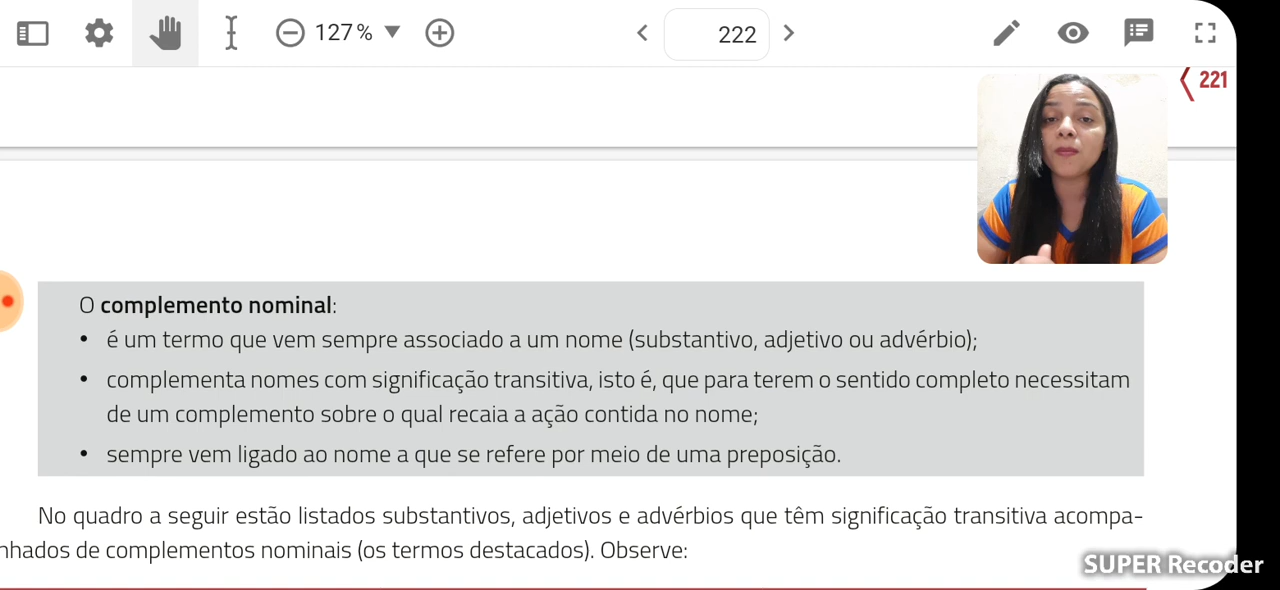 127%
222
221
O complemento nominal:
• é um termo que vem sempre associado a um nome (substantivo, adjetivo ou advérbio);
• complementa nomes com significação transitiva, isto é, que para terem o sentido completo necessitam
de um complemento sobre o qual recaia a ação contida no nome;
• sempre vem ligado ao nome a que se refere por meio de uma preposição.
No quadro a seguir estão listados substantivos, adjetivos e advérbios que têm significação transitiva acompa-
nhados de complementos nominais (os termos destacados). Observe:
SUPER Recoder